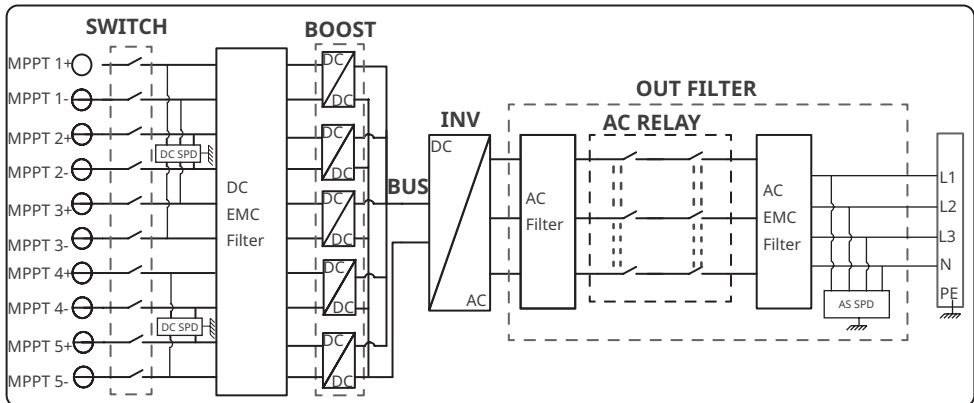 SWITCH
BOOST
MPPT 1+
MPPT 1-
MPPT 2+
MPPT 2-
MPPT 3+
MPPT 3-
MPPT 4+
MPPT 4-
MPPT 5+
MPPT 5-
DC SPD
DC SPD
DC
EMC
Filter
DC
DC
DC
DC
DC
DC
DC
DC
DC
DC
BUS
INV
DC
AC
OUT FILTER
AC RELAY
AC
Filter
AC
EMC
Filter
AS SPD
L1
L2
L3
N
PE